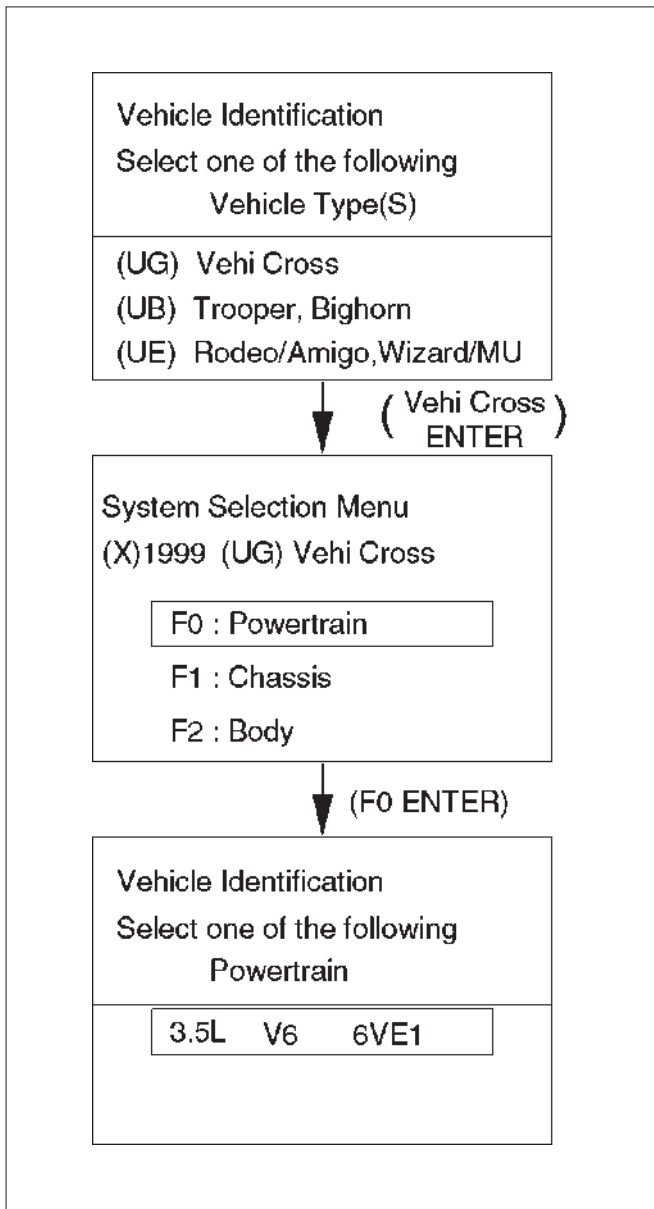 Vehicle Identification
Select one of the following
Vehicle Type(S)
(UG) Vehi Cross
(UB) Trooper, Bighorn
(UE) Rodeo/Amigo,Wizard/MU
( Vehi Cross
ENTER )
System Selection Menu
(X)1999 (UG) Vehi Cross
F0 : Powertrain
F1 : Chassis
F2 : Body
(F0 ENTER)
Vehicle Identification
Select one of the following
Powertrain
3.5L V6 6VE1